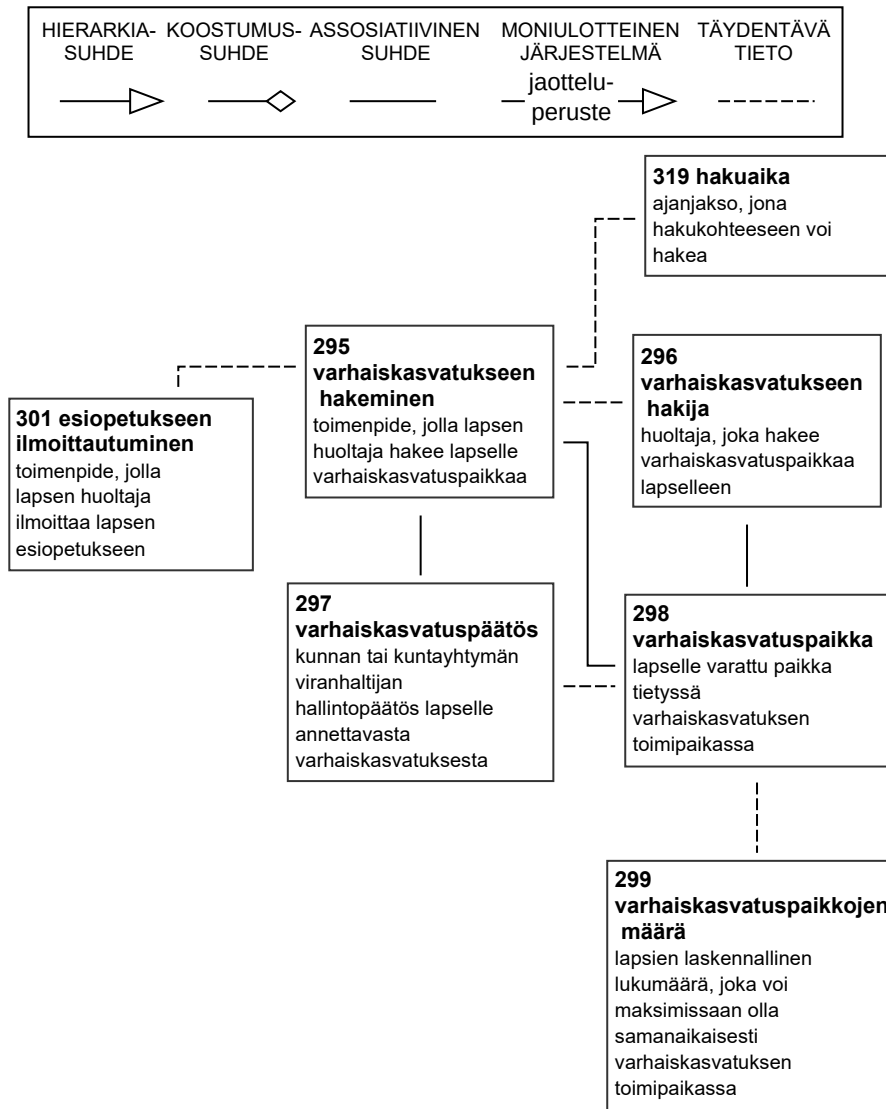 HIERARKIA-
SUHDE
KOOSTUMUS-
SUHDE
ASSOSIATIIVINEN
SUHDE
MONIULOTTEINEN
JÄRJESTELMÄ
jaottelu-
peruste
TÄYDENTÄVÄ
TIETO
319 hakuaika
ajanjakso, jona
hakukohteeseen voi
hakea
295
varhaiskasvatukseen
hakeminen
toimenpide, jolla lapsen
huoltaja hakee lapselle
varhaiskasvatuspaikkaa
296
varhaiskasvatukseen
hakija
huoltaja, joka hakee
varhaiskasvatuspaikkaa
lapselleen
301 esiopetukseen
ilmoittautuminen
toimenpide, jolla
lapsen huoltaja
ilmoittaa lapsen
esiopetukseen
297
varhaiskasvatuspäätös
kunnan tai kuntayhtymän
viranhaltijan
hallintopäätös lapselle
annettavasta
varhaiskasvatuksesta
298
varhaiskasvatuspaikka
lapselle varattu paikka
tietyssä
varhaiskasvatuksen
toimipaikassa
299
varhaiskasvatuspaikkojen
määrä
lapsien laskennallinen
lukumäärä, joka voi
maksimissaan olla
samanaikaisesti
varhaiskasvatuksen
toimipaikassa